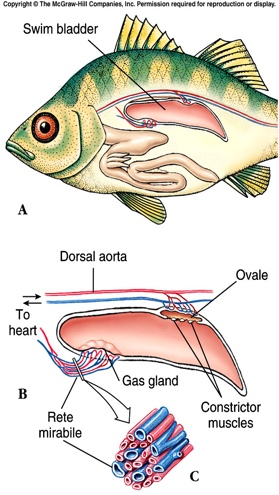 Copyright © The McGraw-Hill Companies, Inc. Permission required for reproduction or display.
Swim bladder
A
Dorsal aorta
Ovale
To
heart
B
Gas gland
Constrictor
muscles
Rete
mirabile
C